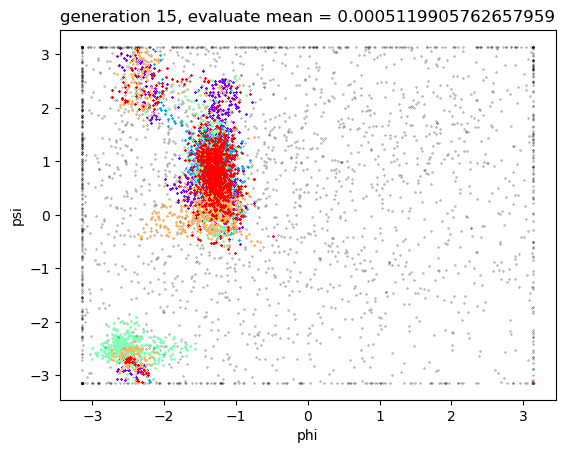 generation 15, evaluate mean = 0.0005119905762657959
3
2
1
0
−1
−2
−3
psi
−3 −2 −1 0 1 2 3
phi